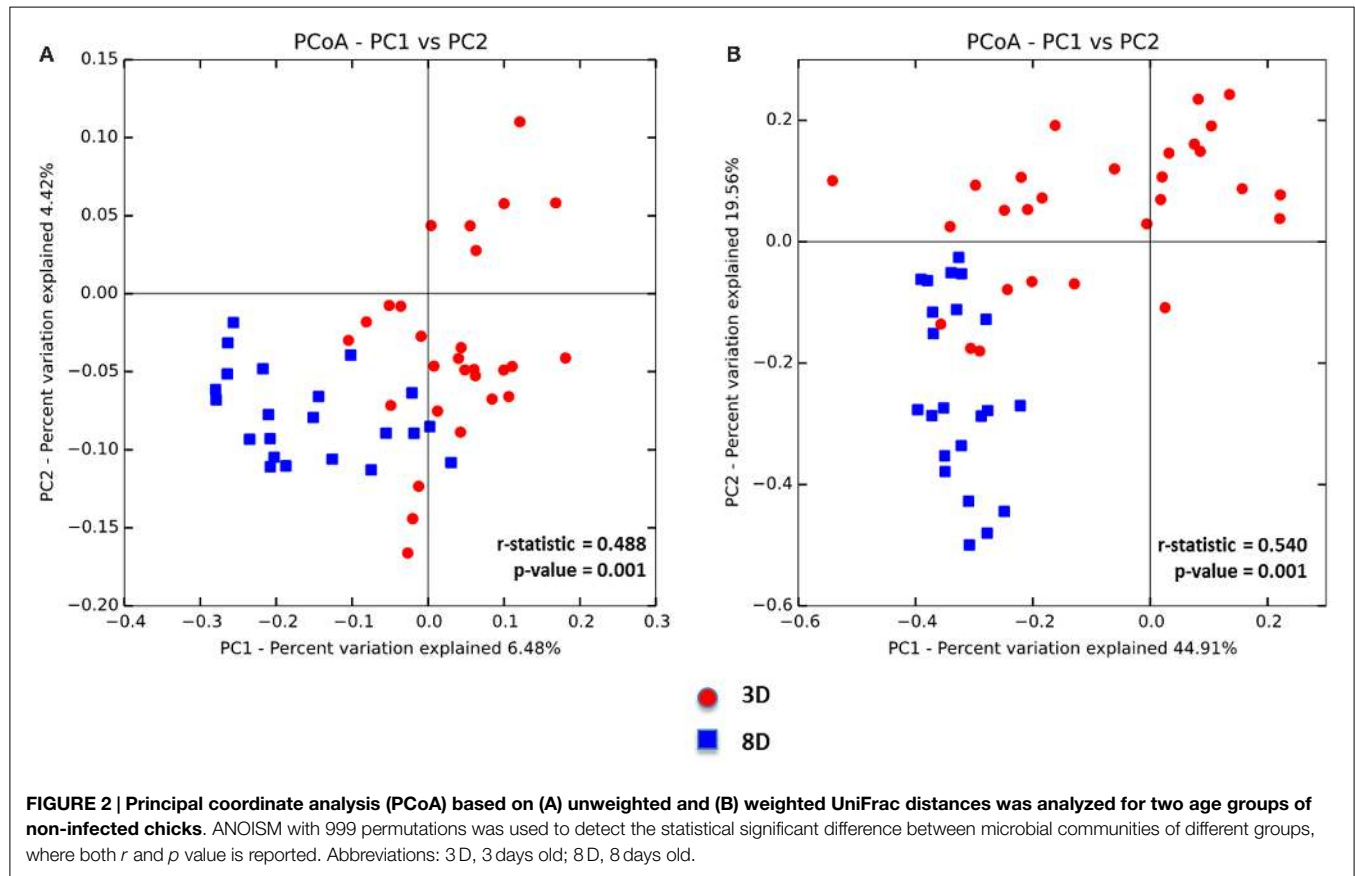 A
PCoA - PC1 vs PC2
0.15
0.10
0.05
0.00
−0.05
−0.10
−0.15
−0.20
PC2 - Percent variation explained 4.42%
−0.4
−0.3
−0.2
−0.1
0.0
0.1
0.2
0.3
PC1 - Percent variation explained 6.48%
r-statistic = 0.488
p-value = 0.001
B
PCoA - PC1 vs PC2
0.2
0.0
−0.2
−0.4
−0.6
PC2 - Percent variation explained 19.56%
−0.6
−0.4
−0.2
0.0
0.2
PC1 - Percent variation explained 44.91%
r-statistic = 0.540
p-value = 0.001
3D
8D
FIGURE 2 | Principal coordinate analysis (PCoA) based on (A) unweighted and (B) weighted UniFrac distances was analyzed for two age groups of
non-infected chicks. ANOISM with 999 permutations was used to detect the statistical significant difference between microbial communities of different groups,
where both r and p value is reported. Abbreviations: 3 D, 3 days old; 8 D, 8 days old.